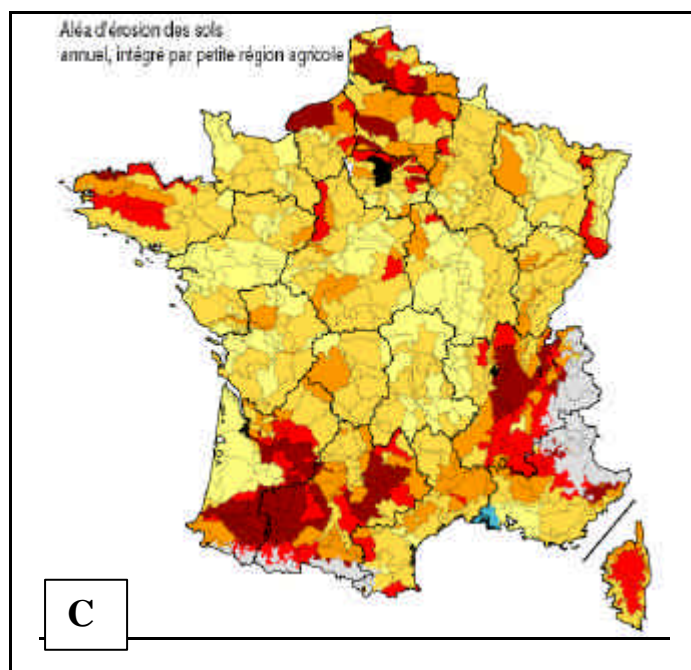 Aléa d'érosion des sols
annuel, intégré par petite région agricole
C